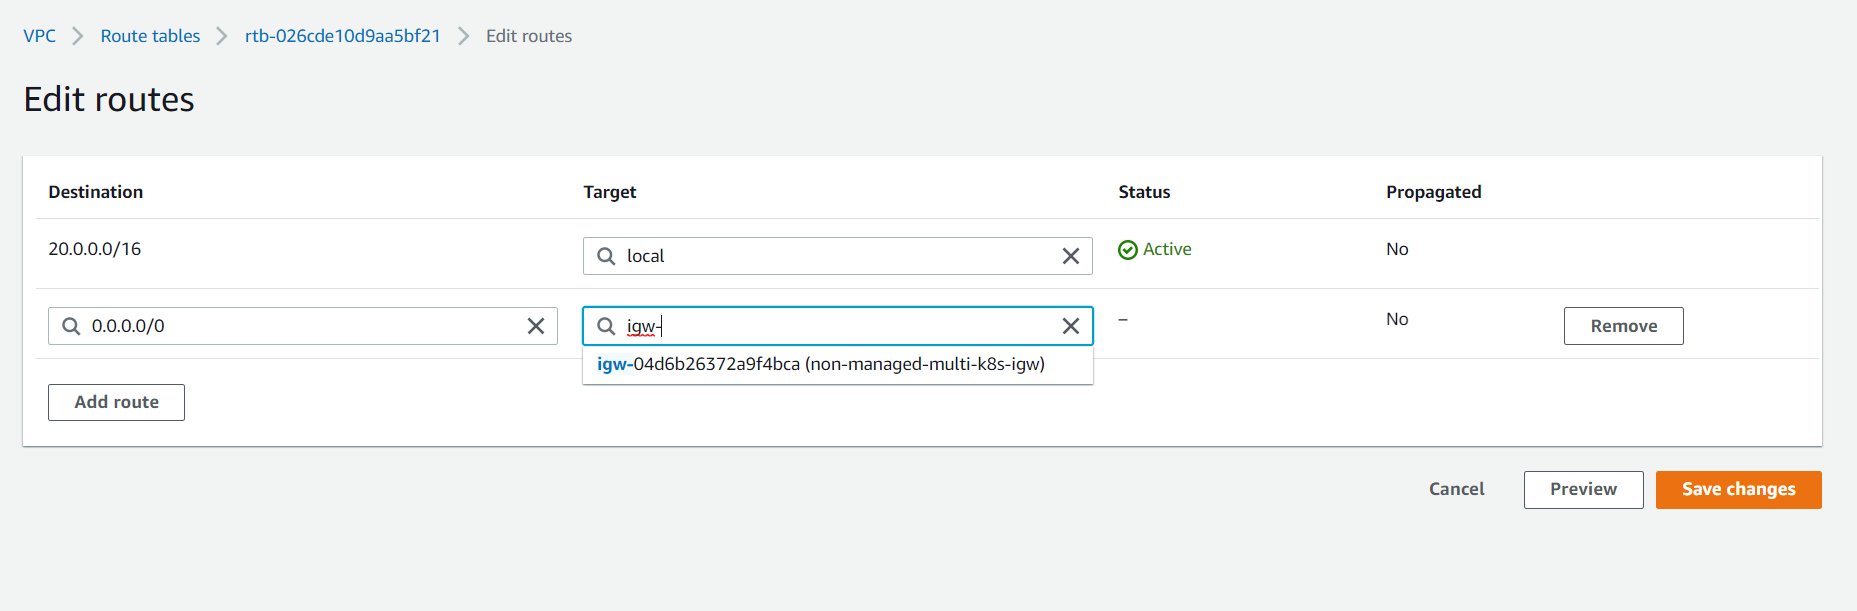 VPC > Route tables > rtb-026cde10d9aa5bf21 > Edit routes
Edit routes
Destination Target Status Propagated
20.0.0.0/16 local Active No
0.0.0.0/0 igw- – No Remove
igw-04d6b26372a9f4bca (non-managed-multi-k8s-igw)
Add route
Cancel Preview Save changes